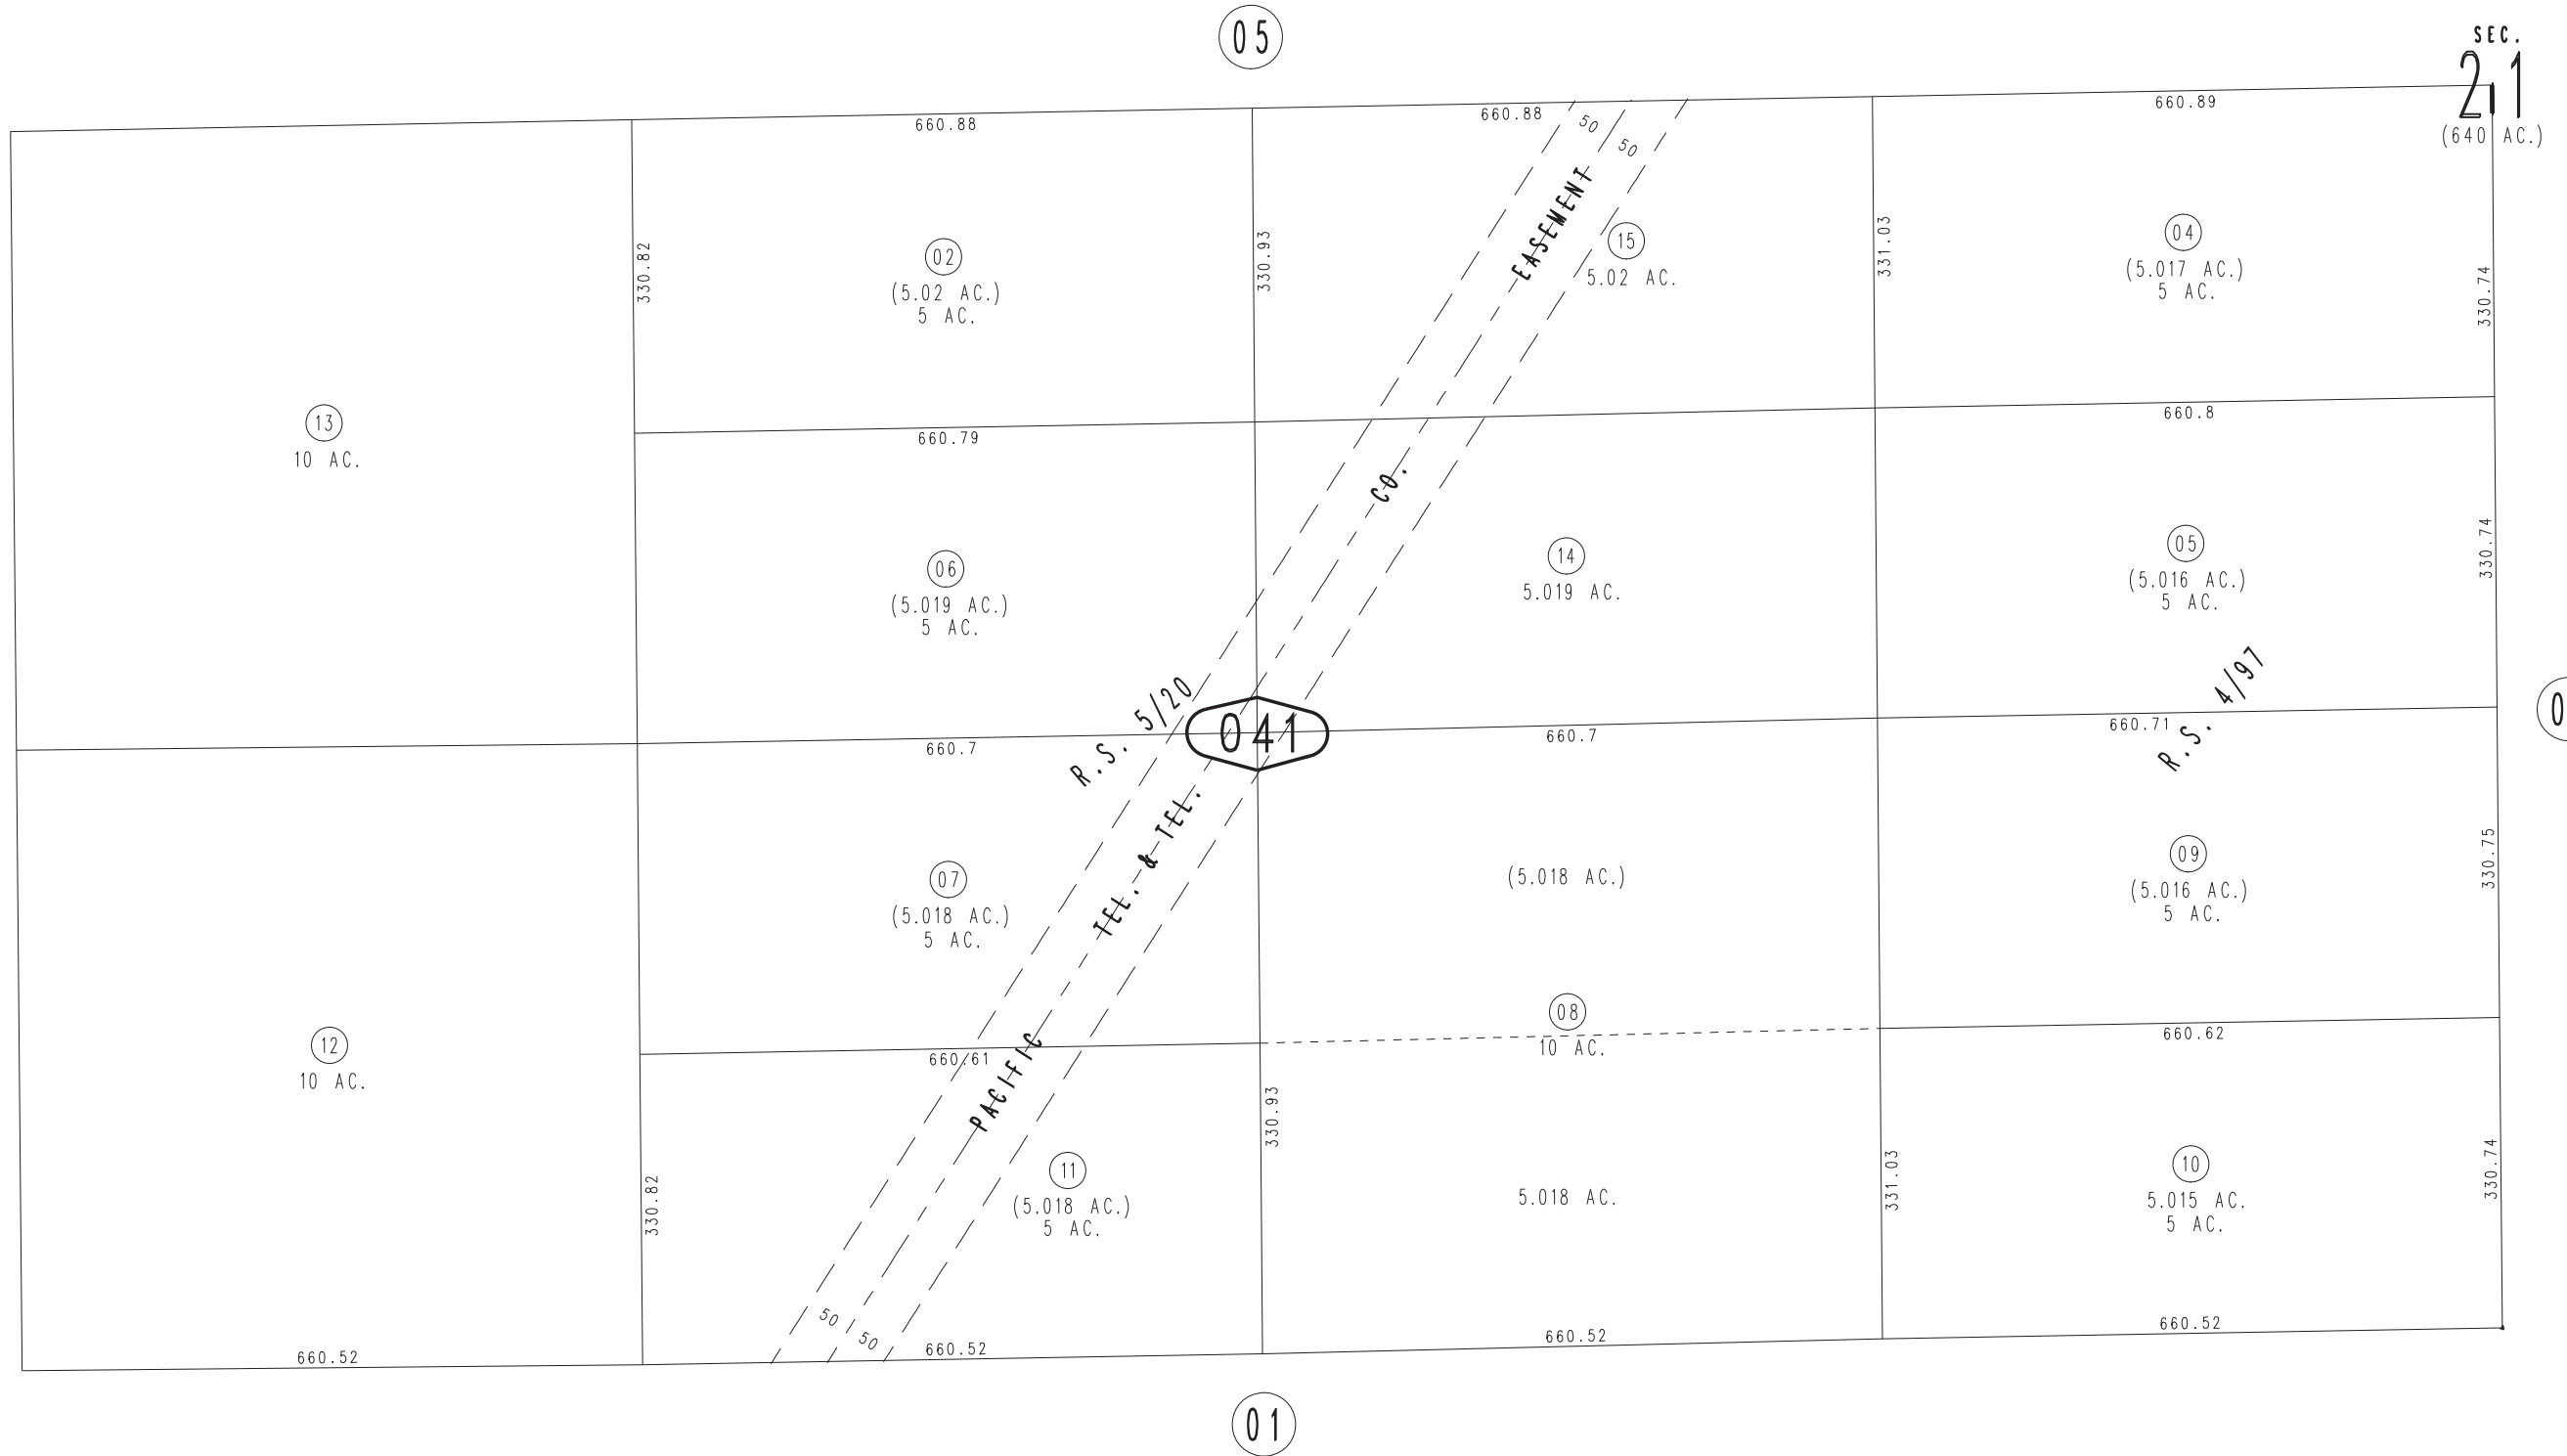 05
SEC.
21
(640 AC.)
660.88
660.88
660.89
50
50
330.82
02
(5.02 AC.)
5 AC.
330.93
EASEMENT
15
5.02 AC.
331.03
04
(5.017 AC.)
5 AC.
330.74
13
10 AC.
660.79
660.8
CO.
06
(5.019 AC.)
5 AC.
14
5.019 AC.
05
(5.016 AC.)
5 AC.
330.74
R.S. 5/20
041
R.S. 4/97
0
660.7
660.7
660.71
TEL. & TEL.
07
(5.018 AC.)
5 AC.
(5.018 AC.)
09
(5.016 AC.)
5 AC.
330.75
12
10 AC.
660.61
PACIFIC
08
10 AC.
660.62
330.82
11
(5.018 AC.)
5 AC.
330.93
5.018 AC.
331.03
10
5.015 AC.
5 AC.
330.74
50
50
660.52
660.52
660.52
660.52
01